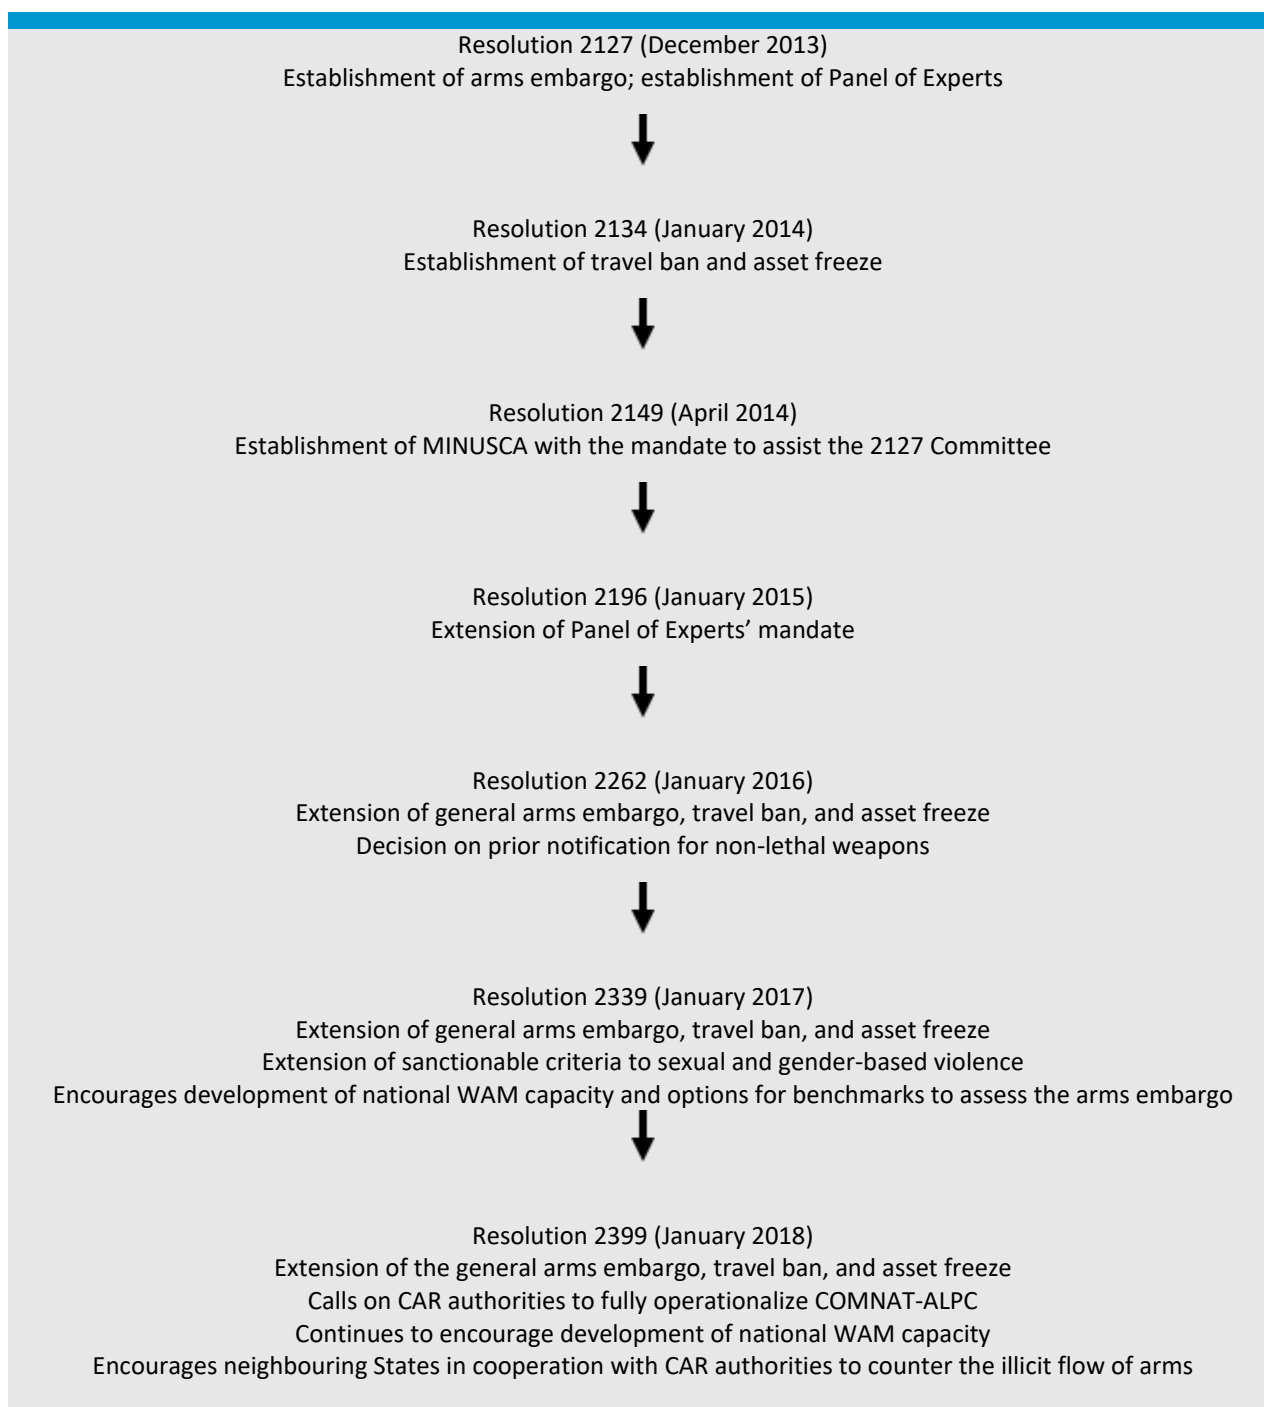 Resolution 2127 (December 2013)
Establishment of arms embargo; establishment of Panel of Experts
Resolution 2134 (January 2014)
Establishment of travel ban and asset freeze
Resolution 2149 (April 2014)
Establishment of MINUSCA with the mandate to assist the 2127 Committee
Resolution 2196 (January 2015)
Extension of Panel of Experts’ mandate
Resolution 2262 (January 2016)
Extension of general arms embargo, travel ban, and asset freeze
Decision on prior notification for non-lethal weapons
Resolution 2339 (January 2017)
Extension of general arms embargo, travel ban, and asset freeze
Extension of sanctionable criteria to sexual and gender-based violence
Encourages development of national WAM capacity and options for benchmarks to assess the arms embargo
Resolution 2399 (January 2018)
Extension of the general arms embargo, travel ban, and asset freeze
Calls on CAR authorities to fully operationalize COMNAT-ALPC
Continues to encourage development of national WAM capacity
Encourages neighbouring States in cooperation with CAR authorities to counter the illicit flow of arms